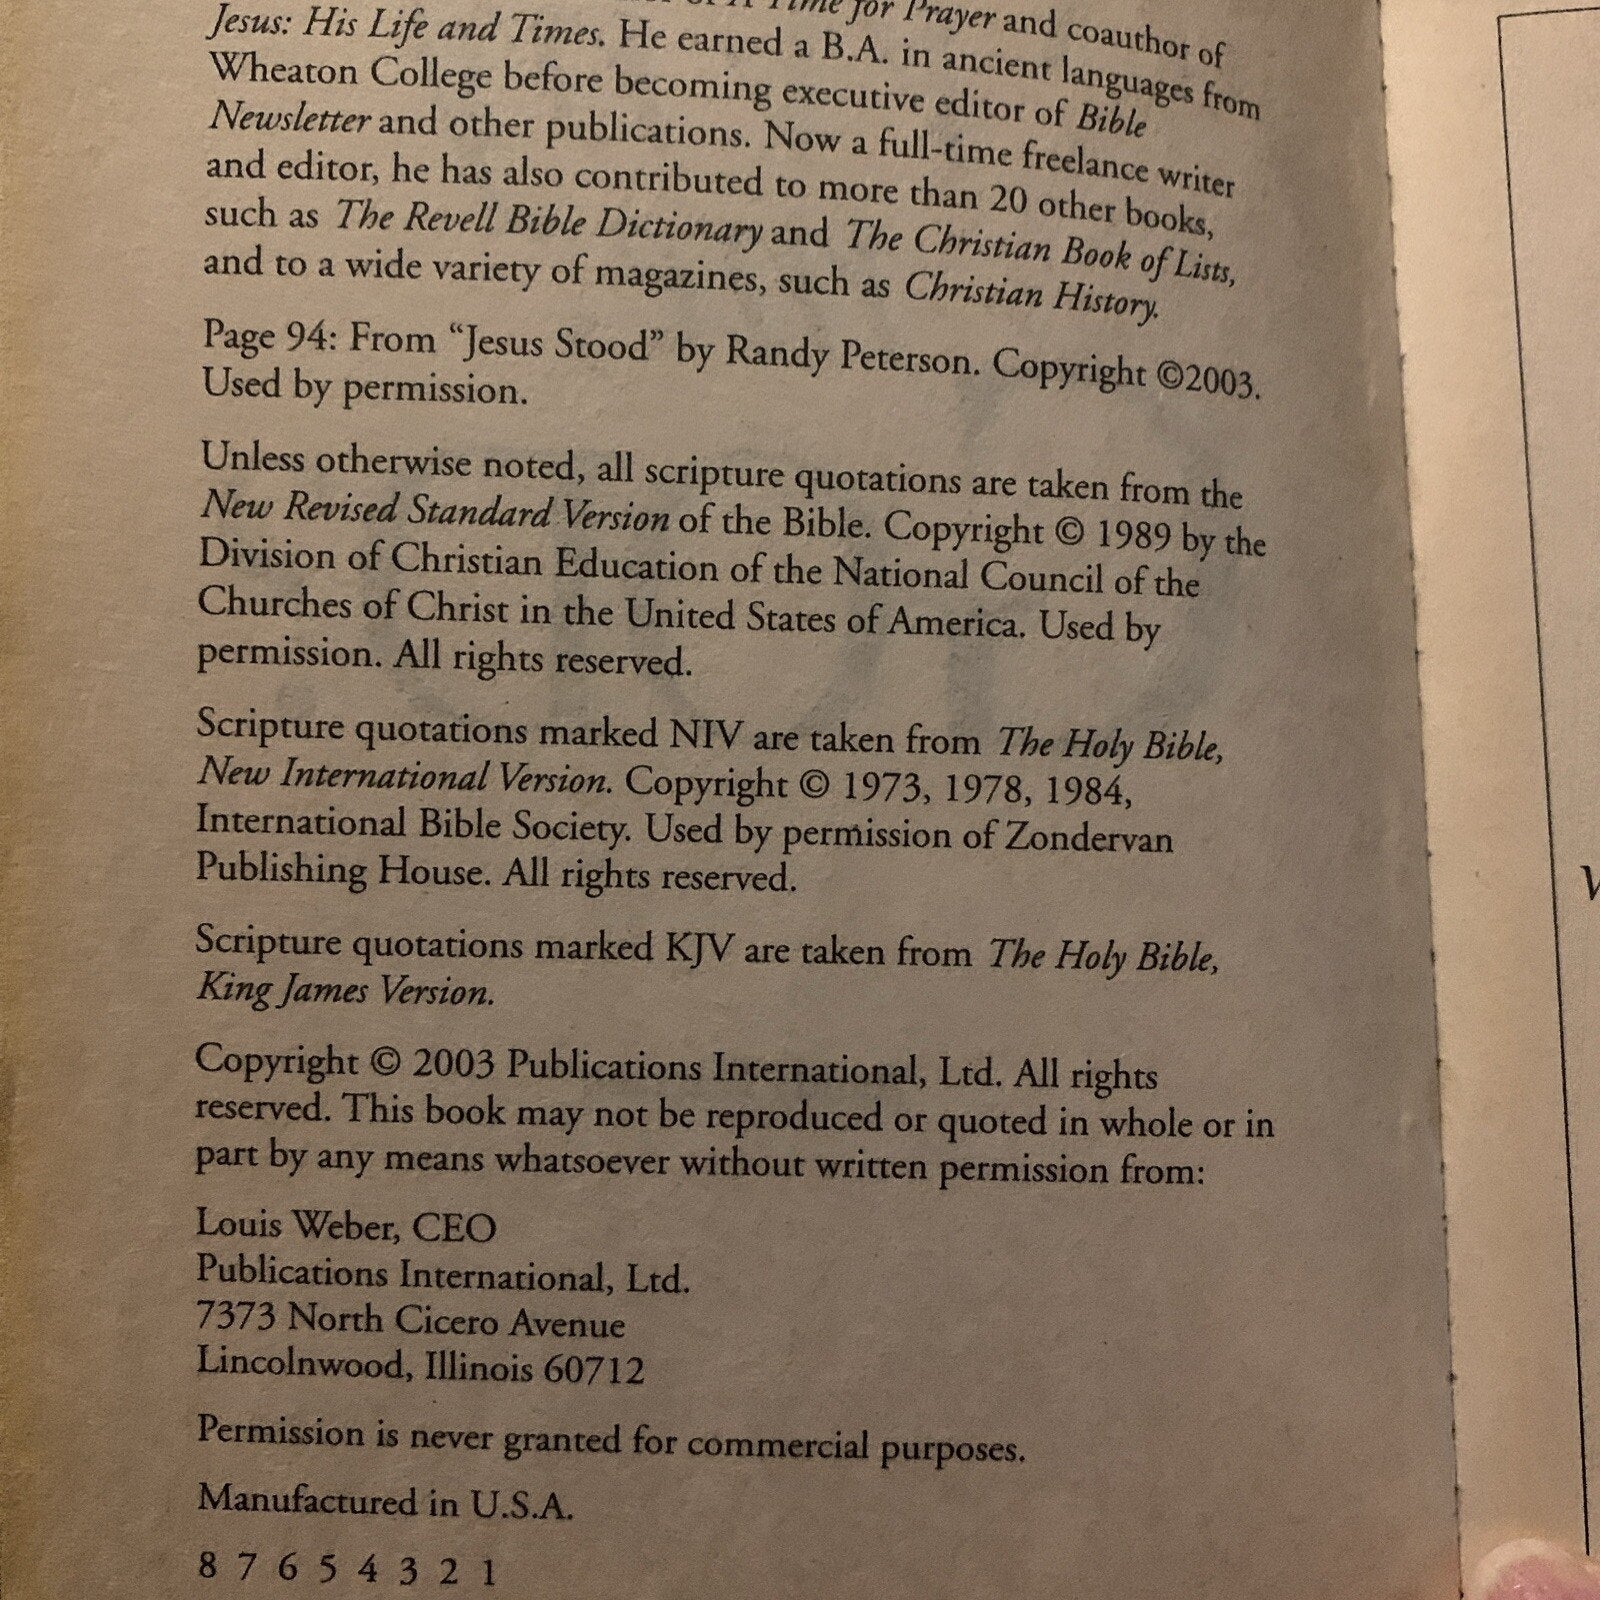 A Time for Prayer and coauthor of
Jesus: His Life and Times. He earned a B.A. in ancient languages from
Wheaton College before becoming executive editor of Bible
Newsletter and other publications. Now a full-time freelance writer
and editor, he has also contributed to more than 20 other books,
such as The Revell Bible Dictionary and The Christian Book of Lists,
and to a wide variety of magazines, such as Christian History.
Page 94: From “Jesus Stood” by Randy Peterson. Copyright ©2003.
Used by permission.
Unless otherwise noted, all scripture quotations are taken from the
New Revised Standard Version of the Bible. Copyright © 1989 by the
Division of Christian Education of the National Council of the
Churches of Christ in the United States of America. Used by
permission. All rights reserved.
Scripture quotations marked NIV are taken from The Holy Bible,
New International Version. Copyright © 1973, 1978, 1984,
International Bible Society. Used by permission of Zondervan
Publishing House. All rights reserved.
Scripture quotations marked KJV are taken from The Holy Bible,
King James Version.
Copyright © 2003 Publications International, Ltd. All rights
reserved. This book may not be reproduced or quoted in whole or in
part by any means whatsoever without written permission from:
Louis Weber, CEO
Publications International, Ltd.
7373 North Cicero Avenue
Lincolnwood, Illinois 60712
Permission is never granted for commercial purposes.
Manufactured in U.S.A.
8 7 6 5 4 3 2 1